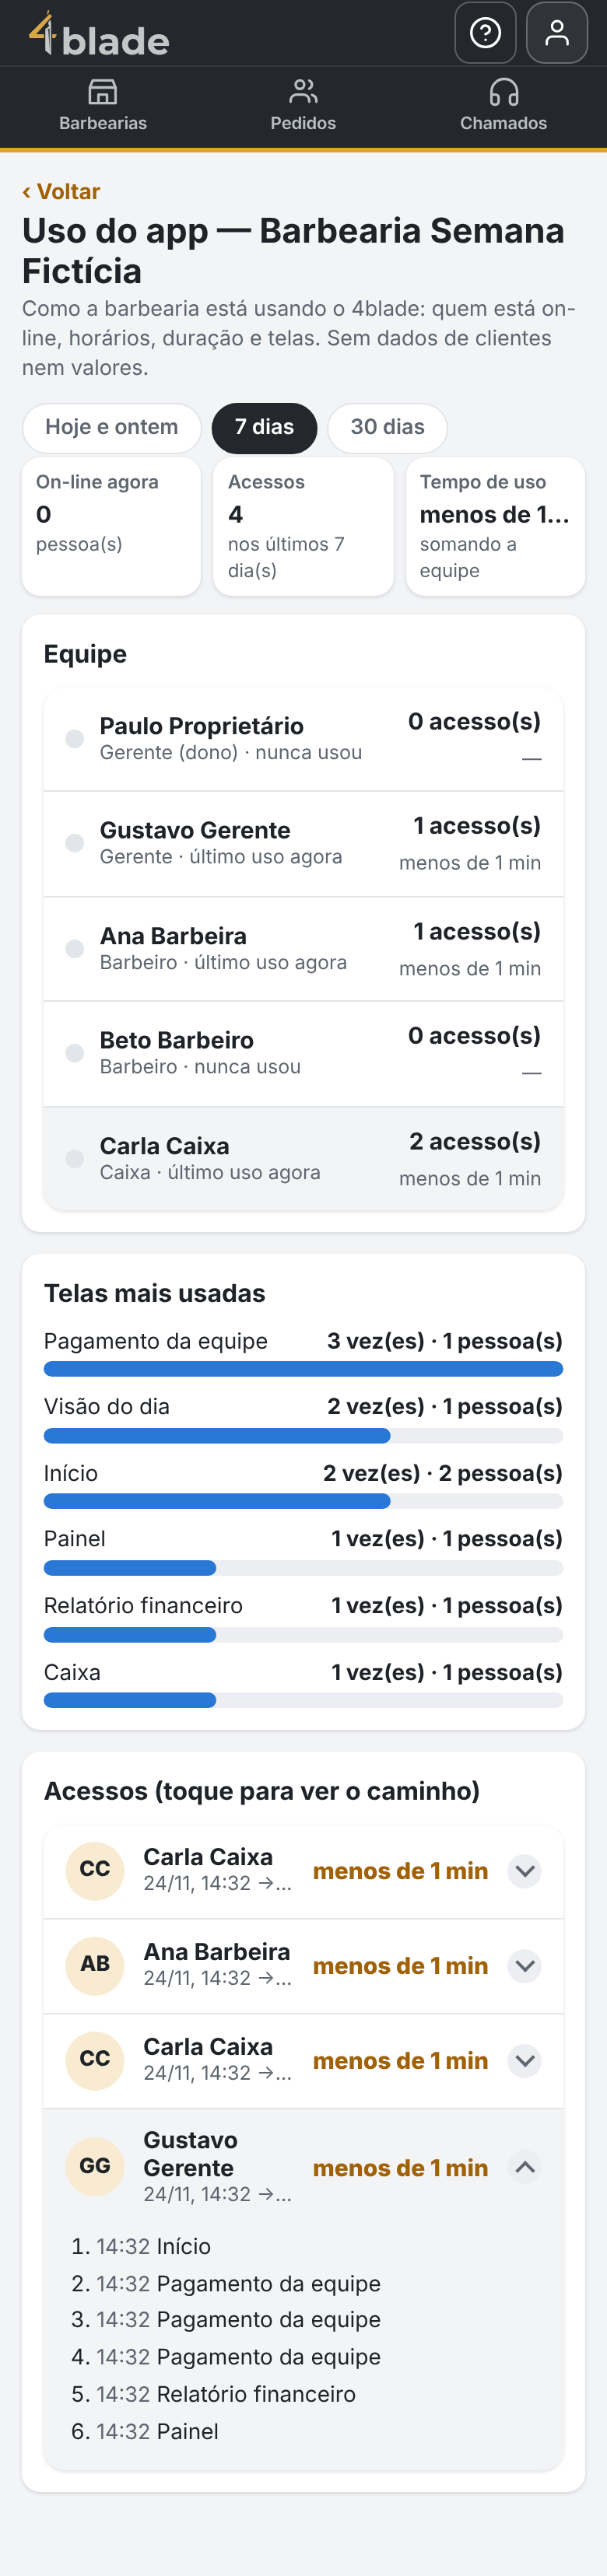 4blade
Barbearias
Pedidos
Chamados
‹ Voltar
Uso do app — Barbearia Semana
Fictícia
Como a barbearia está usando o 4blade: quem está on-
line, horários, duração e telas. Sem dados de clientes
nem valores.
Hoje e ontem
7 dias
30 dias
On-line agora
0
pessoa(s)
Acessos
4
nos últimos 7
dia(s)
Tempo de uso
menos de 1...
somando a
equipe
Equipe
Paulo Proprietário
Gerente (dono) · nunca usou
0 acesso(s)
—
Gustavo Gerente
Gerente · último uso agora
1 acesso(s)
menos de 1 min
Ana Barbeira
Barbeiro · último uso agora
1 acesso(s)
menos de 1 min
Beto Barbeiro
Barbeiro · nunca usou
0 acesso(s)
—
Carla Caixa
Caixa · último uso agora
2 acesso(s)
menos de 1 min
Telas mais usadas
Pagamento da equipe 3 vez(es) · 1 pessoa(s)
Visão do dia 2 vez(es) · 1 pessoa(s)
Início 2 vez(es) · 2 pessoa(s)
Painel 1 vez(es) · 1 pessoa(s)
Relatório financeiro 1 vez(es) · 1 pessoa(s)
Caixa 1 vez(es) · 1 pessoa(s)
Acessos (toque para ver o caminho)
CC
Carla Caixa
24/11, 14:32 →...
menos de 1 min
AB
Ana Barbeira
24/11, 14:32 →...
menos de 1 min
CC
Carla Caixa
24/11, 14:32 →...
menos de 1 min
GG
Gustavo
Gerente
24/11, 14:32 →...
menos de 1 min
1. 14:32 Início
2. 14:32 Pagamento da equipe
3. 14:32 Pagamento da equipe
4. 14:32 Pagamento da equipe
5. 14:32 Relatório financeiro
6. 14:32 Painel